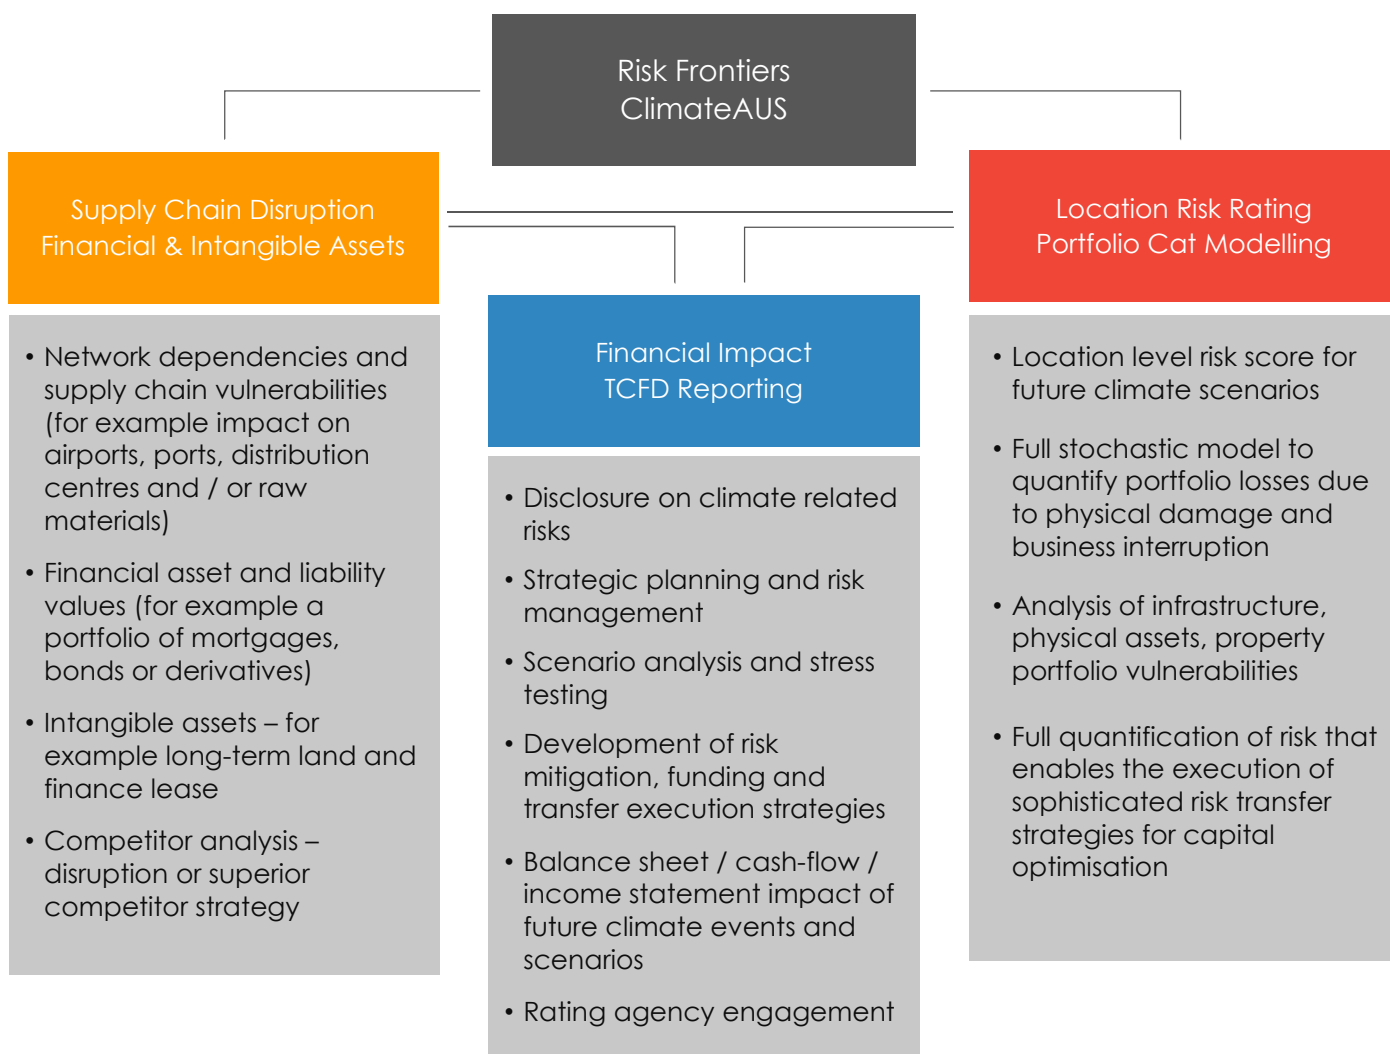 Risk Frontiers
ClimateAUS
Supply Chain Disruption
Financial & Intangible Assets
• Network dependencies and
supply chain vulnerabilities
(for example impact on
airports, ports, distribution
centres and / or raw
materials)
• Financial asset and liability
values (for example a
portfolio of mortgages,
bonds or derivatives)
• Intangible assets – for
example long-term land and
finance lease
• Competitor analysis –
disruption or superior
competitor strategy
Financial Impact
TCFD Reporting
• Disclosure on climate related
risks
• Strategic planning and risk
management
• Scenario analysis and stress
testing
• Development of risk
mitigation, funding and
transfer execution strategies
• Balance sheet / cash-flow /
income statement impact of
future climate events and
scenarios
• Rating agency engagement
Location Risk Rating
Portfolio Cat Modelling
• Location level risk score for
future climate scenarios
• Full stochastic model to
quantify portfolio losses due
to physical damage and
business interruption
• Analysis of infrastructure,
physical assets, property
portfolio vulnerabilities
• Full quantification of risk that
enables the execution of
sophisticated risk transfer
strategies for capital
optimisation